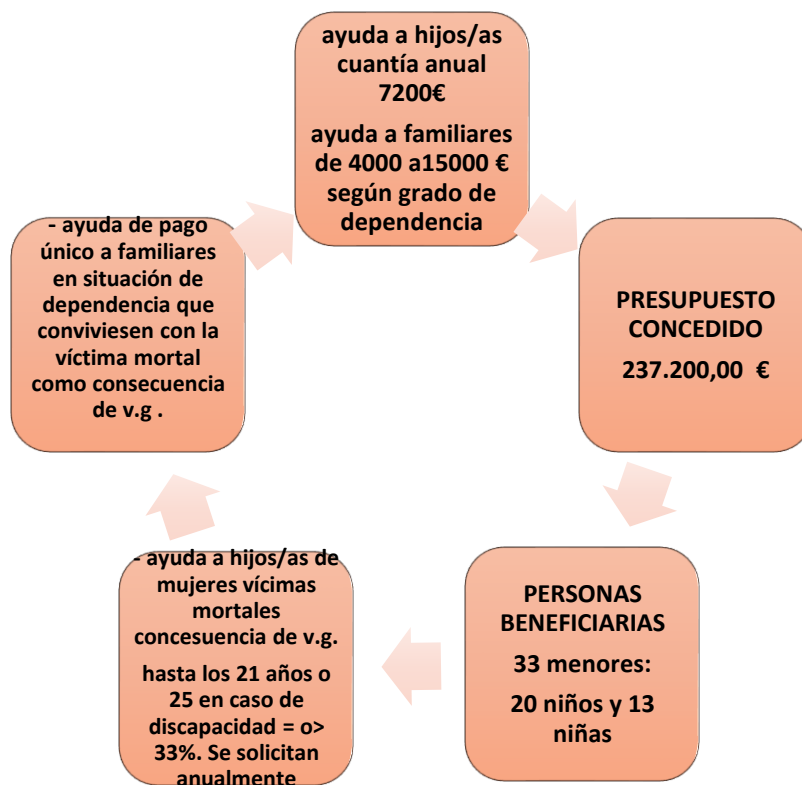 ayuda a hijos/as
cuantía anual
7200€
ayuda a familiares
de 4000 a15000 €
según grado de
dependencia
PRESUPUESTO
CONCEDIDO
237.200,00 €
PERSONAS
BENEFICIARIAS
33 menores:
20 niños y 13
niñas
- ayuda a hijos/as de
mujeres vícimas
mortales
concesuencia de v.g.
hasta los 21 años o
25 en caso de
discapacidad = o>
33%. Se solicitan
anualmente
- ayuda de pago
único a familiares
en situación de
dependencia que
conviviesen con la
víctima mortal
como consecuencia
de v.g .